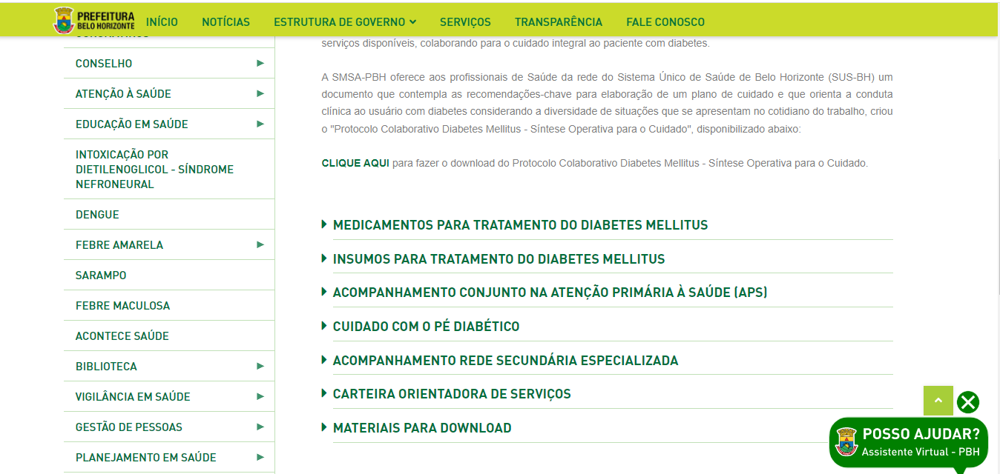 PREFEITURA
BELO HORIZONTE
INÍCIO
NOTÍCIAS
ESTRUTURA DE GOVERNO
SERVIÇOS
TRANSPARÊNCIA
FALE CONOSCO
CONSELHO
ATENÇÃO À SAÚDE
EDUCAÇÃO EM SAÚDE
INTOXICAÇÃO POR
DIETILENOGLICOL - SÍNDROME
NEFRONEURAL
DENGUE
FEBRE AMARELA
SARAMPO
FEBRE MACULOSA
ACONTECE SAÚDE
BIBLIOTECA
VIGILÂNCIA EM SAÚDE
GESTÃO DE PESSOAS
PLANEJAMENTO EM SAÚDE
serviços disponíveis, colaborando para o cuidado integral ao paciente com diabetes.
A SMSA-PBH oferece aos profissionais de Saúde da rede do Sistema Único de Saúde de Belo Horizonte (SUS-BH) um
documento que contempla as recomendações-chave para elaboração de um plano de cuidado e que orienta a conduta
clínica ao usuário com diabetes considerando a diversidade de situações que se apresentam no cotidiano do trabalho, criou
o "Protocolo Colaborativo Diabetes Mellitus - Síntese Operativa para o Cuidado", disponibilizado abaixo:
CLIQUE AQUI para fazer o download do Protocolo Colaborativo Diabetes Mellitus - Síntese Operativa para o Cuidado.
MEDICAMENTOS PARA TRATAMENTO DO DIABETES MELLITUS
INSUMOS PARA TRATAMENTO DO DIABETES MELLITUS
ACOMPANHAMENTO CONJUNTO NA ATENÇÃO PRIMÁRIA À SAÚDE (APS)
CUIDADO COM O PÉ DIABÉTICO
ACOMPANHAMENTO REDE SECUNDÁRIA ESPECIALIZADA
CARTEIRA ORIENTADORA DE SERVIÇOS
MATERIAIS PARA DOWNLOAD
POSSO AJUDAR?
Assistente Virtual - PBH